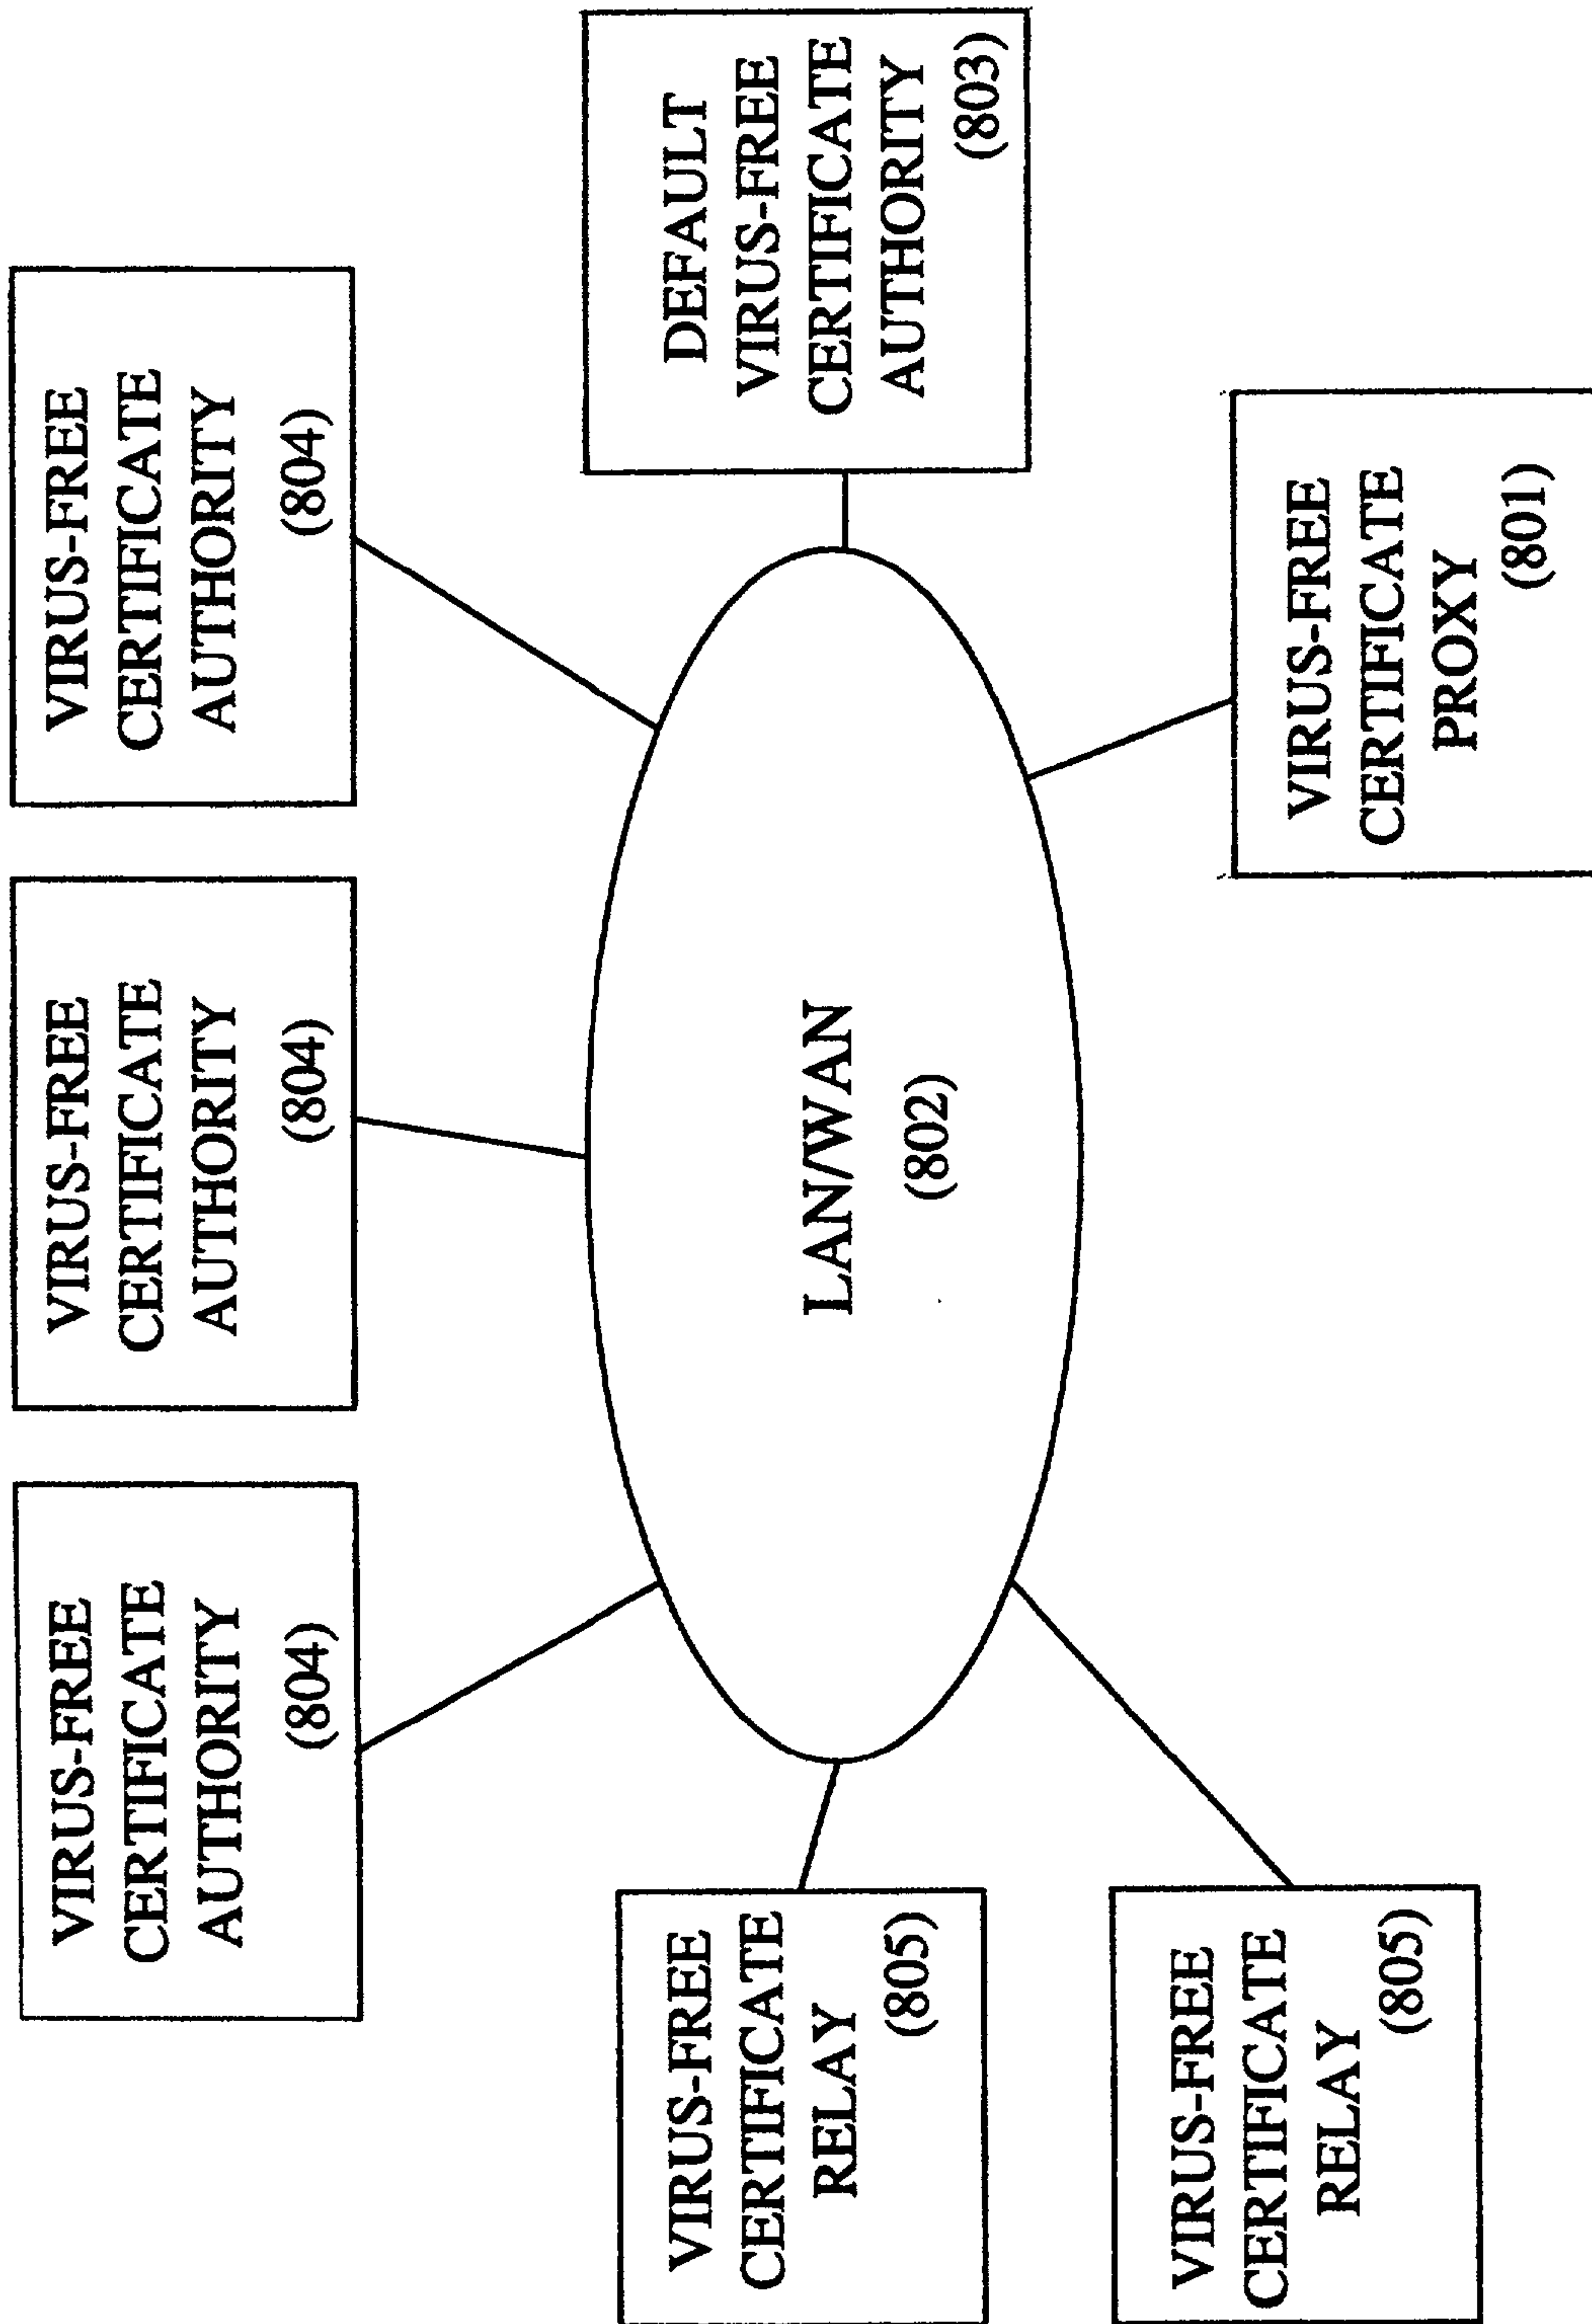 VIRUS-FREE
CERTIFICATE
AUTHORITY
(804)
VIRUS-FREE
CERTIFICATE
AUTHORITY
(804)
VIRUS-FREE
CERTIFICATE
AUTHORITY
(804)
VIRUS-FREE
CERTIFICATE
RELAY
(805)
LAN/WAN
(802)
DEFAULT
VIRUS-FREE
CERTIFICATE
AUTHORITY
(803)
VIRUS-FREE
CERTIFICATE
RELAY
(805)
VIRUS-FREE
CERTIFICATE
PROXY
(801)